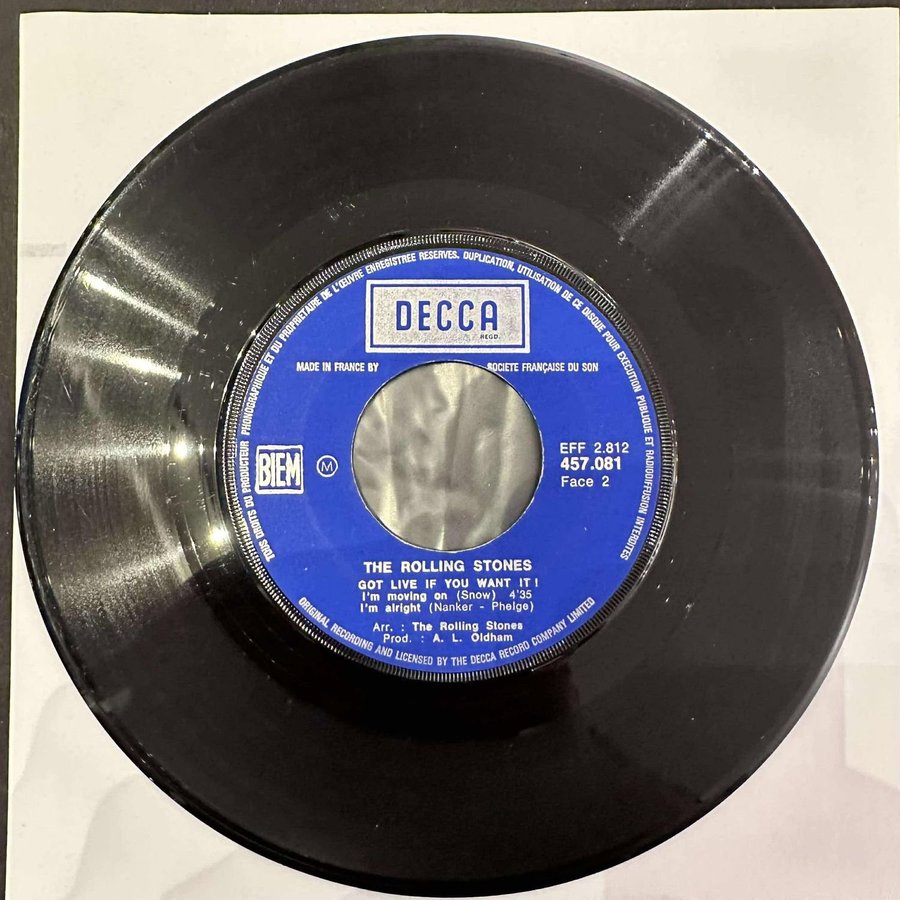 TOUS DROITS DU PRODUCTEUR PHONOGRAPHIQUE ET DU PROPRIETAIRE DE L'ŒUVRE ENREGISTREE RESERVES. DUPLICATION, UTILISATION DE CE DISQUE POUR EXECUTION PUBLIQUE ET RADIODIFFUSION INTERDITES
DECCA
REGD.
MADE IN FRANCE BY SOCIETE FRANÇAISE DU SON
EFF 2.812
BIEM M 457.081
Face 2
THE ROLLING STONES
GOT LIVE IF YOU WANT IT!
I'm moving on (Snow) 4'35
I'm alright (Nanker - Phelge)
Arr. : The Rolling Stones
Prod. : A. L. Oldham
ORIGINAL RECORDING AND LICENSED BY THE DECCA RECORD COMPANY LIMITED